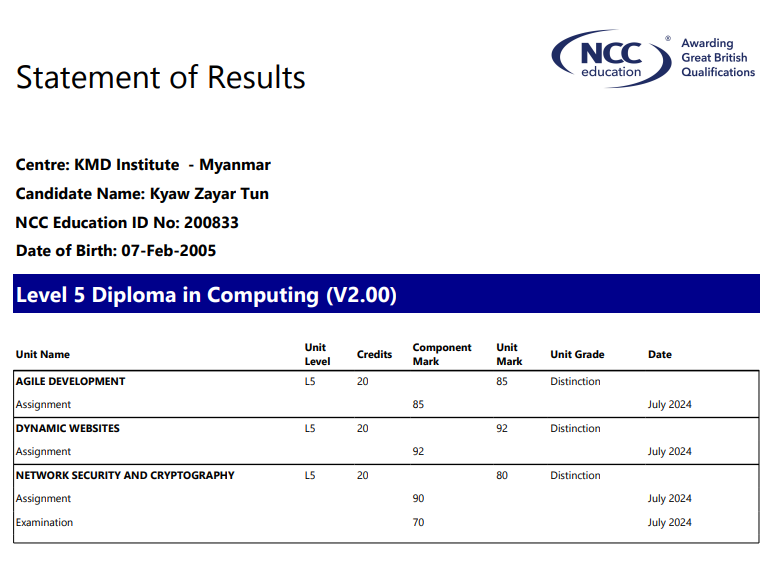 Statement of Results
NCC
education
®
Awarding
Great British
Qualifications
Centre: KMD Institute - Myanmar
Candidate Name: Kyaw Zayar Tun
NCC Education ID No: 200833
Date of Birth: 07-Feb-2005
Level 5 Diploma in Computing (V2.00)
Unit Name Unit Level Credits Component Mark Unit Mark Unit Grade Date
AGILE DEVELOPMENT L5 20 85 Distinction
Assignment 85 July 2024
DYNAMIC WEBSITES L5 20 92 Distinction
Assignment 92 July 2024
NETWORK SECURITY AND CRYPTOGRAPHY L5 20 80 Distinction
Assignment 90 July 2024
Examination 70 July 2024